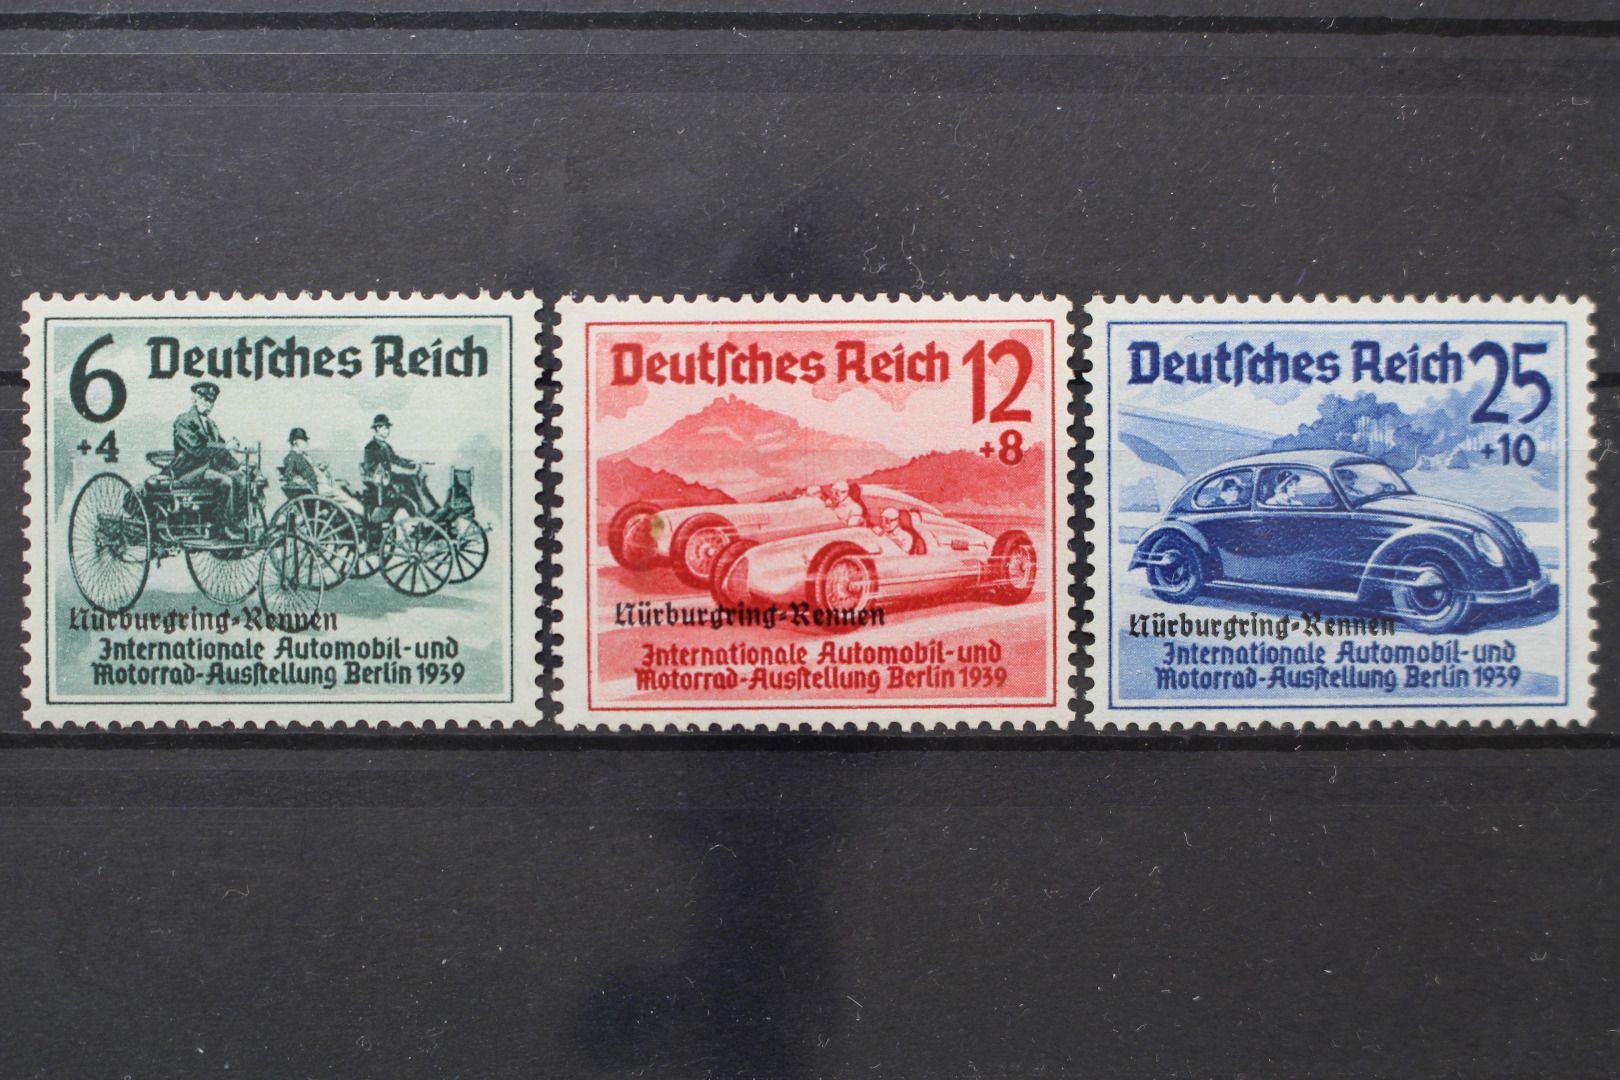 6 Deutſches Reich
+4
Nürburgring-Rennen
Internationale Automobil-und
Motorrad-Ausſtellung Berlin 1939
Deutſches Reich 12
+8
Nürburgring-Rennen
Internationale Automobil-und
Motorrad-Ausſtellung Berlin 1939
Deutſches Reich 25
+10
Nürburgring-Rennen
Internationale Automobil-und
Motorrad-Ausſtellung Berlin 1939